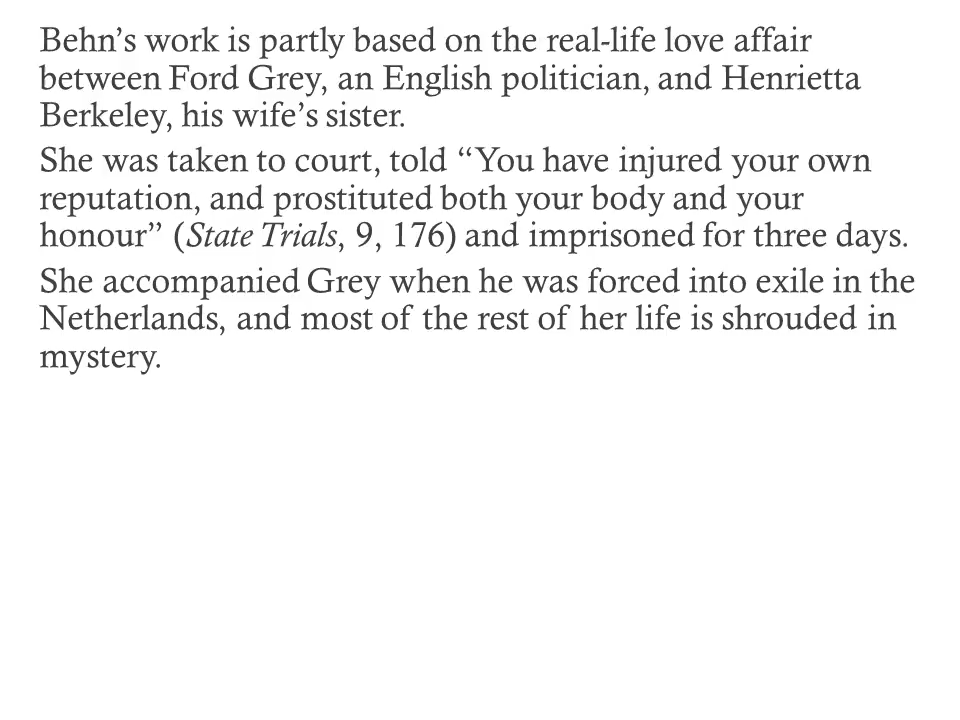 Behn’s work is partly based on the real-life love affair
between Ford Grey, an English politician, and Henrietta
Berkeley, his wife’s sister.
She was taken to court, told “You have injured your own
reputation, and prostituted both your body and your
honour” (State Trials, 9, 176) and imprisoned for three days.
She accompanied Grey when he was forced into exile in the
Netherlands, and most of the rest of her life is shrouded in
mystery.